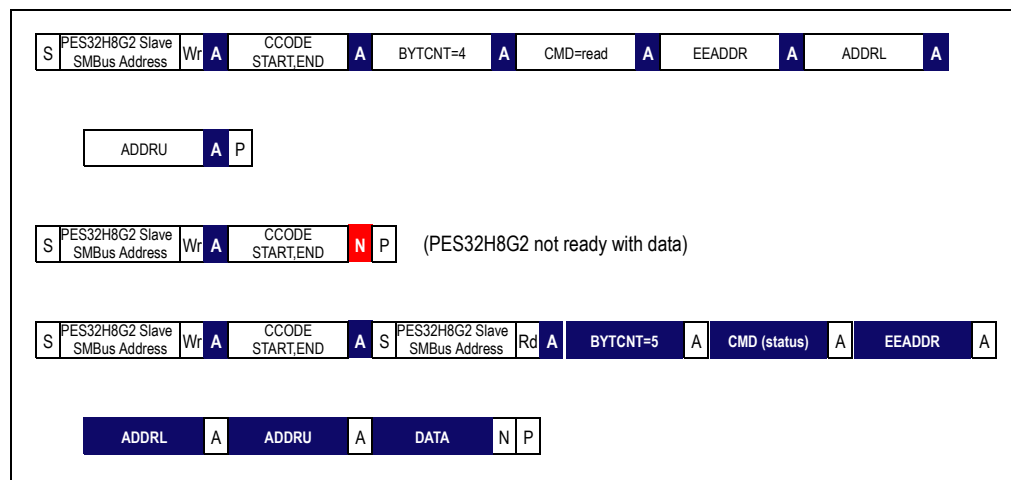 S PES32H8G2 Slave SMBus Address Wr A CCODE START,END A BYTCNT=4 A CMD=read A EEADDR A ADDRL A
ADDRU A P
S PES32H8G2 Slave SMBus Address Wr A CCODE START,END N P (PES32H8G2 not ready with data)
S PES32H8G2 Slave SMBus Address Wr A CCODE START,END A S PES32H8G2 Slave SMBus Address Rd A BYTCNT=5 A CMD (status) A EEADDR A
ADDRL A ADDRU A DATA N P